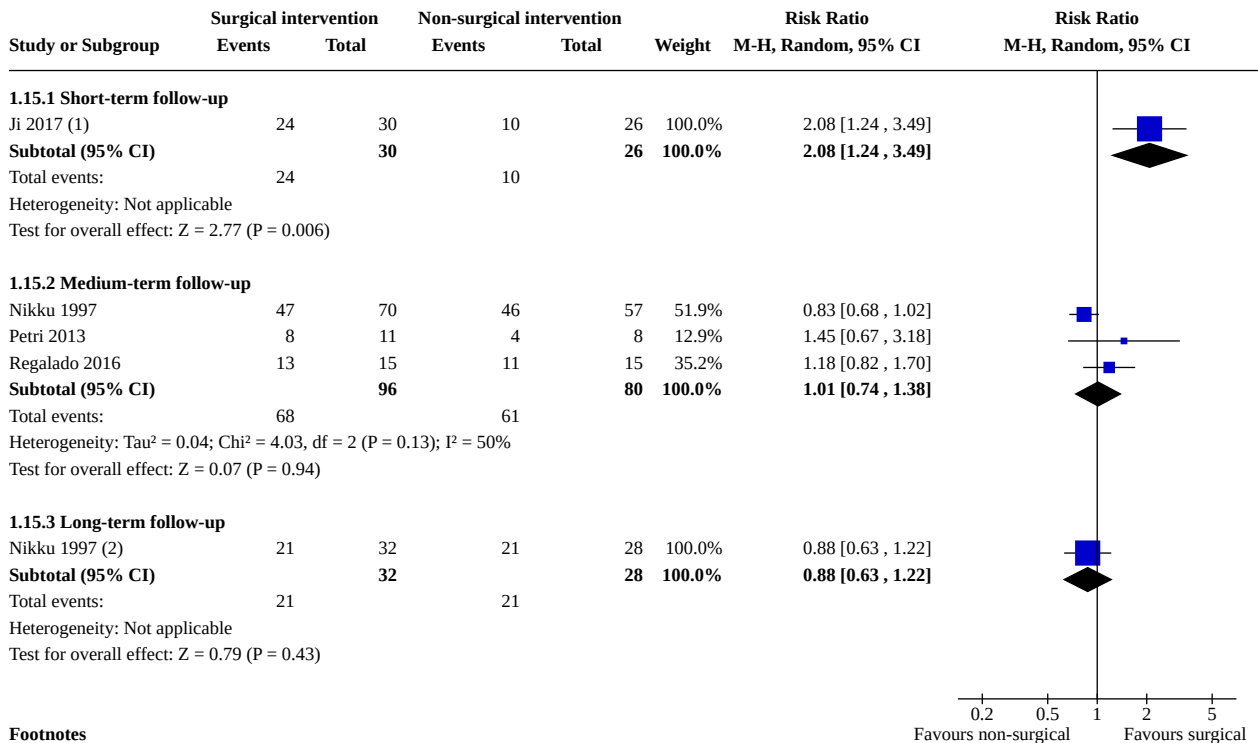 Surgical intervention Non-surgical intervention Risk Ratio Risk Ratio
Study or Subgroup Events Total Events Total Weight M-H, Random, 95% CI M-H, Random, 95% CI
1.15.1 Short-term follow-up
Ji 2017 (1) 24 30 10 26 100.0% 2.08 [1.24 , 3.49]
Subtotal (95% CI) 30 26 100.0% 2.08 [1.24 , 3.49]
Total events: 24 10
Heterogeneity: Not applicable
Test for overall effect: Z = 2.77 (P = 0.006)
1.15.2 Medium-term follow-up
Nikku 1997 47 70 46 57 51.9% 0.83 [0.68 , 1.02]
Petri 2013 8 11 4 8 12.9% 1.45 [0.67 , 3.18]
Regalado 2016 13 15 11 15 35.2% 1.18 [0.82 , 1.70]
Subtotal (95% CI) 96 80 100.0% 1.01 [0.74 , 1.38]
Total events: 68 61
Heterogeneity: Tau² = 0.04; Chi² = 4.03, df = 2 (P = 0.13); I² = 50%
Test for overall effect: Z = 0.07 (P = 0.94)
1.15.3 Long-term follow-up
Nikku 1997 (2) 21 32 21 28 100.0% 0.88 [0.63 , 1.22]
Subtotal (95% CI) 32 28 100.0% 0.88 [0.63 , 1.22]
Total events: 21 21
Heterogeneity: Not applicable
Test for overall effect: Z = 0.79 (P = 0.43)
0.2 0.5 1 2 5
Footnotes Favours non-surgical Favours surgical